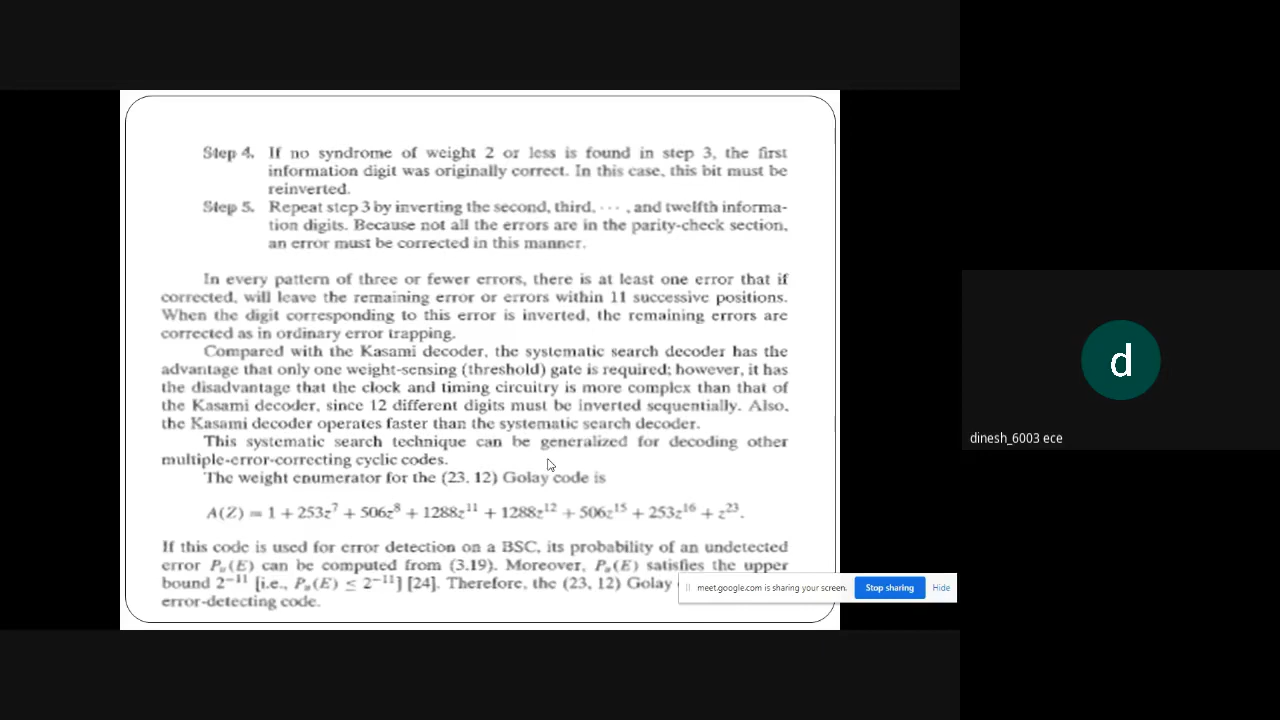 Step 4. If no syndrome of weight 2 or less is found in step 3, the first
information digit was originally correct. In this case, this bit must be
reinverted.
Step 5. Repeat step 3 by inverting the second, third, ··· , and twelfth informa-
tion digits. Because not all the errors are in the parity-check section,
an error must be corrected in this manner.
In every pattern of three or fewer errors, there is at least one error that if
corrected, will leave the remaining error or errors within 11 successive positions.
When the digit corresponding to this error is inverted, the remaining errors are
corrected as in ordinary error trapping.
Compared with the Kasami decoder, the systematic search decoder has the
advantage that only one weight-sensing (threshold) gate is required; however, it has
the disadvantage that the clock and timing circuitry is more complex than that of
the Kasami decoder, since 12 different digits must be inverted sequentially. Also,
the Kasami decoder operates faster than the systematic search decoder.
This systematic search technique can be generalized for decoding other
multiple-error-correcting cyclic codes.
The weight enumerator for the (23, 12) Golay code is
A(Z) = 1 + 253z⁷ + 506z⁸ + 1288z¹¹ + 1288z¹² + 506z¹⁵ + 253z¹⁶ + z²³.
If this code is used for error detection on a BSC, its probability of an undetected
error Pᵤ(E) can be computed from (3.19). Moreover, Pᵤ(E) satisfies the upper
bound 2⁻¹¹ [i.e., Pᵤ(E) ≤ 2⁻¹¹] [24]. Therefore, the (23, 12) Golay
error-detecting code.
meet.google.com is sharing your screen.
Stop sharing
Hide
d
dinesh_6003 ece